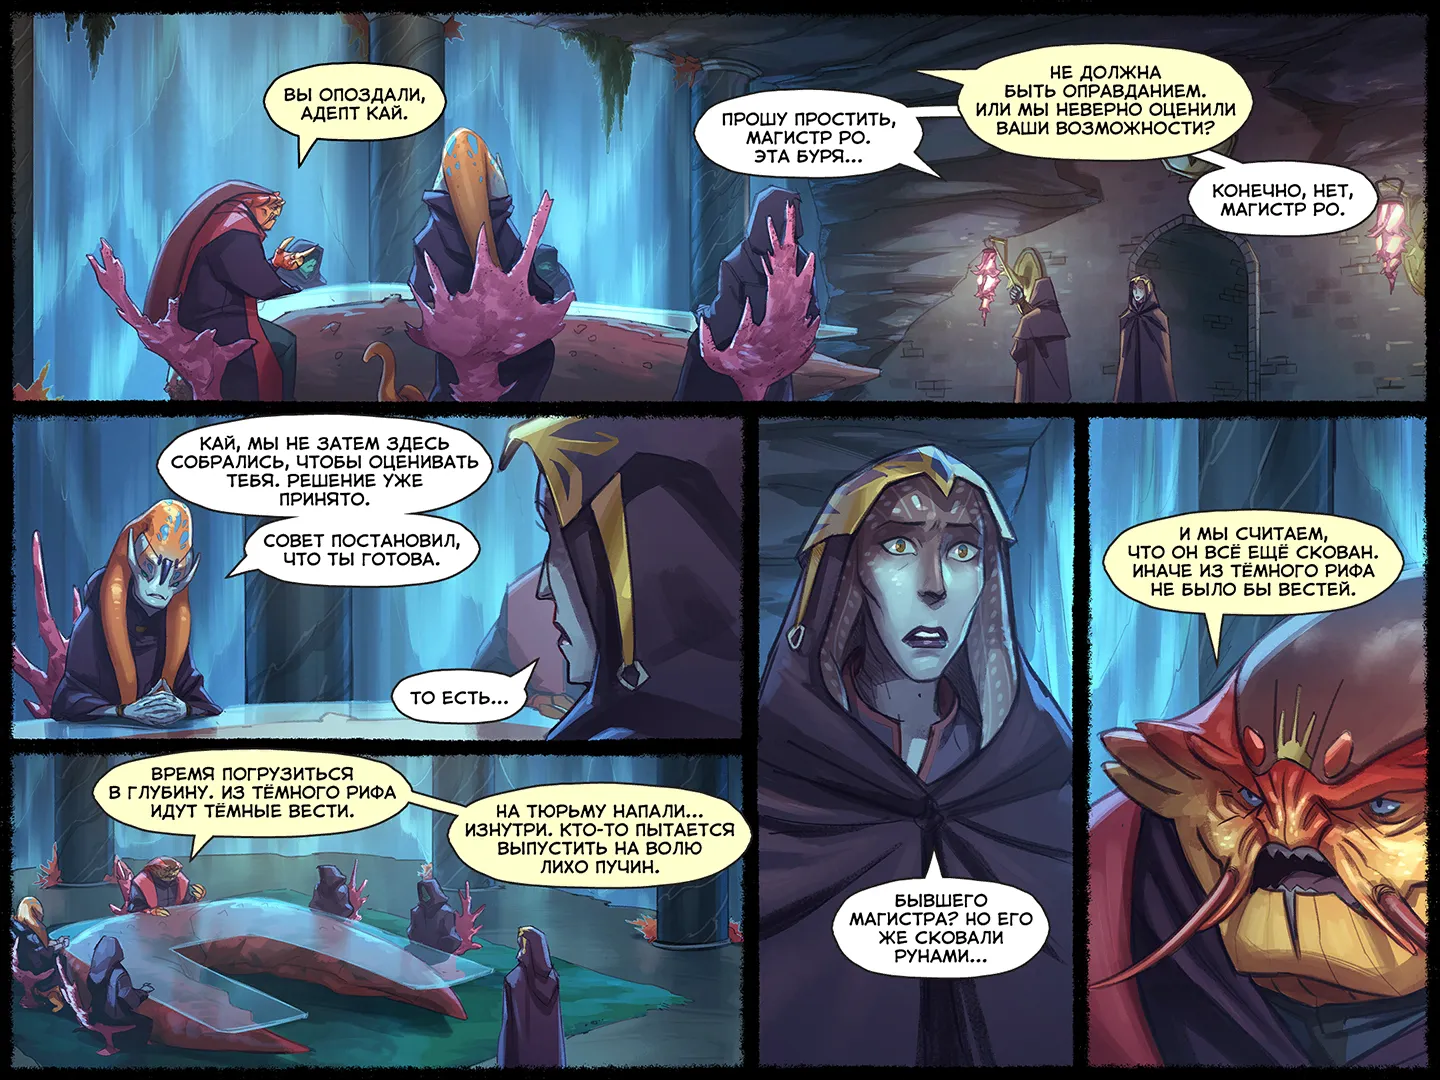 ВЫ ОПОЗДАЛИ,
АДЕПТ КАЙ.
ПРОШУ ПРОСТИТЬ,
МАГИСТР РО.
ЭТА БУРЯ...
НЕ ДОЛЖНА
БЫТЬ ОПРАВДАНИЕМ.
ИЛИ МЫ НЕВЕРНО ОЦЕНИЛИ
ВАШИ ВОЗМОЖНОСТИ?
КОНЕЧНО, НЕТ,
МАГИСТР РО.
КАЙ, МЫ НЕ ЗАТЕМ ЗДЕСЬ
СОБРАЛИСЬ, ЧТОБЫ ОЦЕНИВАТЬ
ТЕБЯ. РЕШЕНИЕ УЖЕ
ПРИНЯТО.
СОВЕТ ПОСТАНОВИЛ,
ЧТО ТЫ ГОТОВА.
ТО ЕСТЬ...
ВРЕМЯ ПОГРУЗИТЬСЯ
В ГЛУБИНУ. ИЗ ТЁМНОГО РИФА
ИДУТ ТЁМНЫЕ ВЕСТИ.
НА ТЮРЬМУ НАПАЛИ...
ИЗНУТРИ. КТО-ТО ПЫТАЕТСЯ
ВЫПУСТИТЬ НА ВОЛЮ
ЛИХО ПУЧИН.
БЫВШЕГО
МАГИСТРА? НО ЕГО
ЖЕ СКОВАЛИ
РУНАМИ...
И МЫ СЧИТАЕМ,
ЧТО ОН ВСЁ ЕЩЁ СКОВАН.
ИНАЧЕ ИЗ ТЁМНОГО РИФА
НЕ БЫЛО БЫ ВЕСТЕЙ.